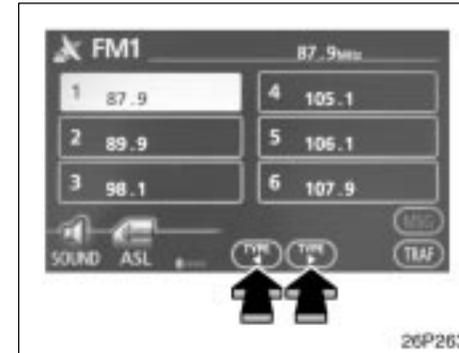 FM1 87.9MHz
1 87.9
4 105.1
2 89.9
5 106.1
3 98.1
6 107.9
MSG
SOUND ASL TYPE TYPE TRAF
26P263